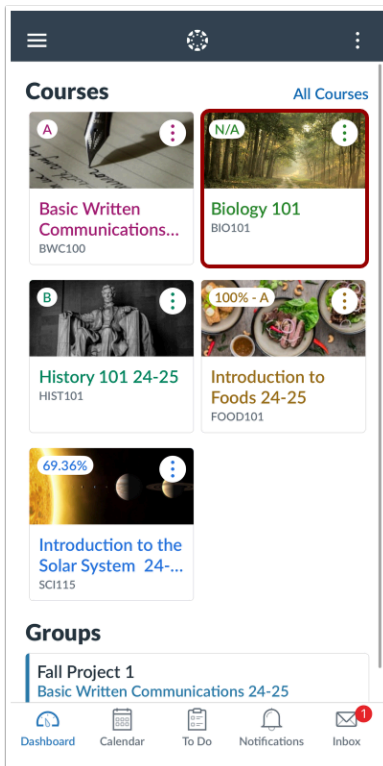 Courses
All Courses
A
Basic Written
Communications...
BWC100
N/A
Biology 101
BIO101
B
History 101 24-25
HIST101
100% - A
Introduction to
Foods 24-25
FOOD101
69.36%
Introduction to the
Solar System 24-...
SCI115
Groups
Fall Project 1
Basic Written Communications 24-25
1
Dashboard
Calendar
To Do
Notifications
Inbox